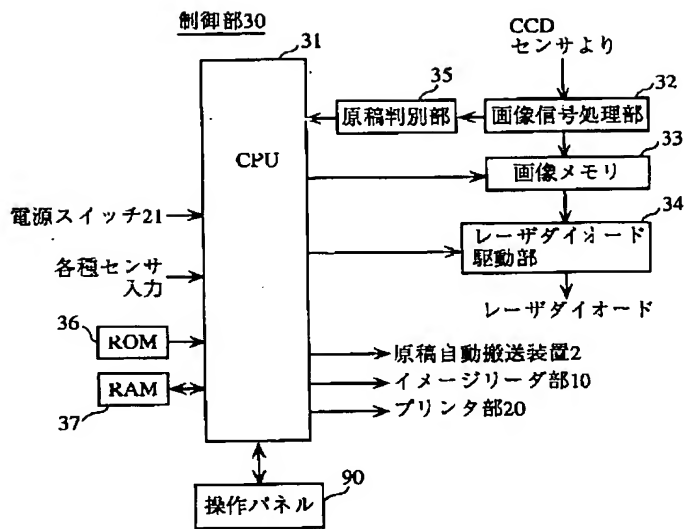 制御部30
31
CCD
センサより
35
32
原稿判別部
画像信号処理部
33
CPU
画像メモリ
34
電源スイッチ21
レーザダイオード
駆動部
各種センサ
入力
レーザダイオード
36
ROM
原稿自動搬送装置2
RAM
イメージリーダ部10
37
プリンタ部20
90
操作パネル